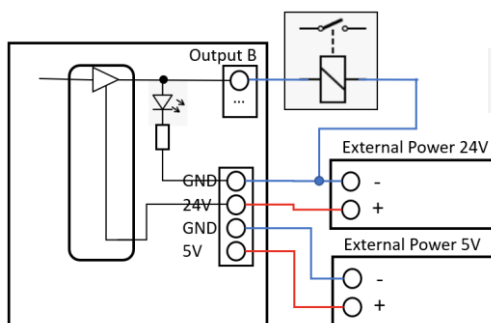 Output B
...
External Power 24V
GND
-
24V
+
GND
External Power 5V
5V
-
+